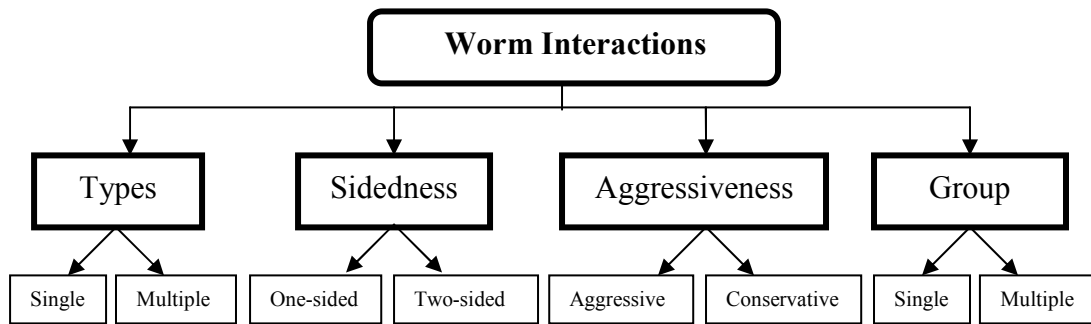 Worm Interactions
Types
Sidedness
Aggressiveness
Group
Single
Multiple
One-sided
Two-sided
Aggressive
Conservative
Single
Multiple